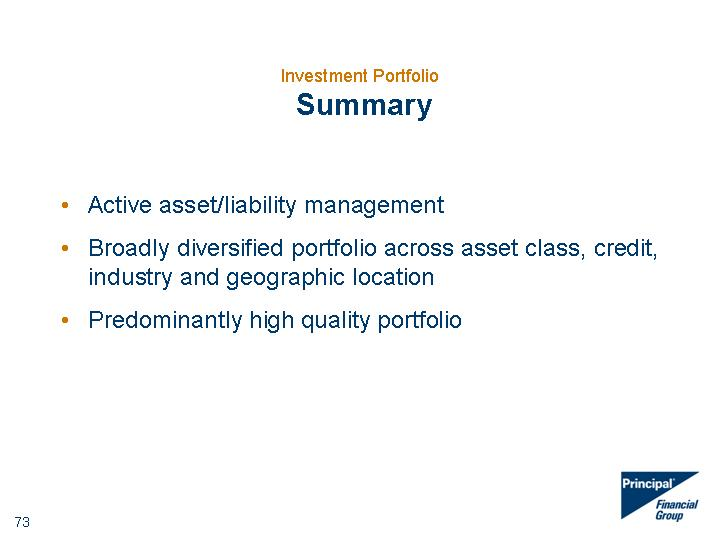 Investment Portfolio
Summary
• Active asset/liability management
• Broadly diversified portfolio across asset class, credit,
industry and geographic location
• Predominantly high quality portfolio
Principal
Financial
Group
73